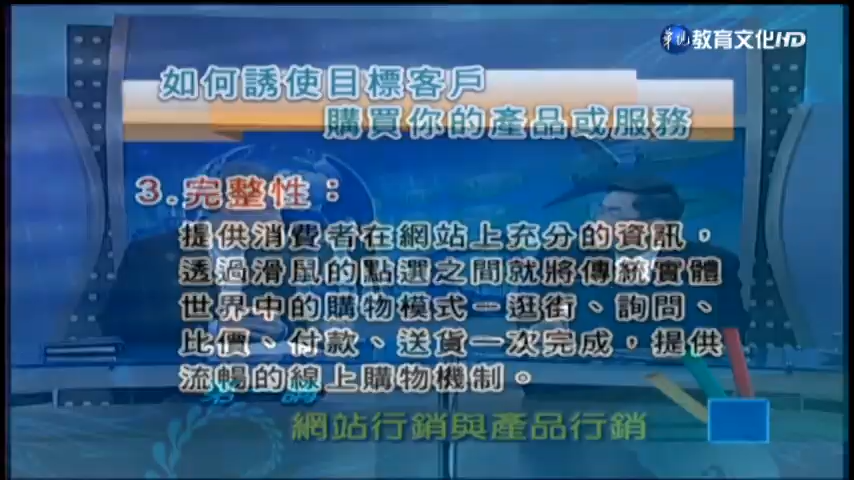 華視教育文化HD
如何誘使目標客戶
購買你的產品或服務
3.完整性：
提供消費者在網站上充分的資訊，
透過滑鼠的點選之間就將傳統實體
世界中的購物模式－逛街、詢問、
比價、付款、送貨一次完成，提供
流暢的線上購物機制。
網站行銷與產品行銷